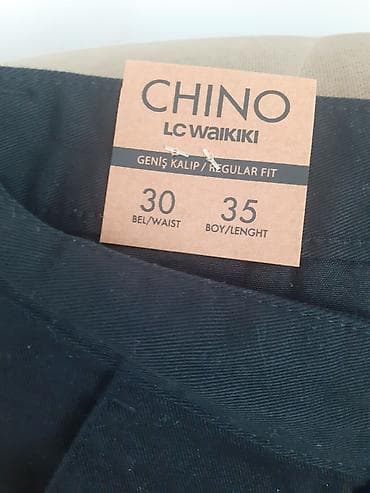 CHINO
LC WAIKIKI
GENİŞ KALIP / REGULAR FIT
30 35
BEL/WAIST BOY/LENGHT